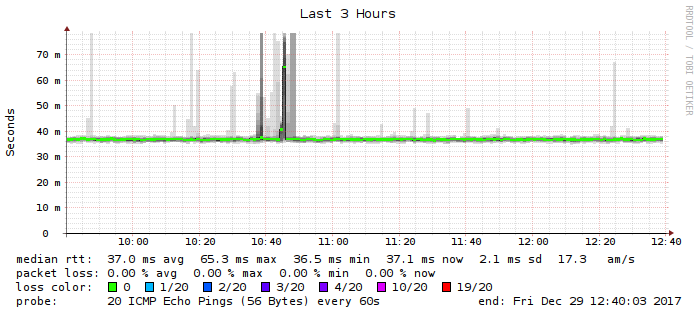 Last 3 Hours
RRDTOOL / TOBI OETIKER
Seconds
70 m
60 m
50 m
40 m
30 m
20 m
10 m
0
10:00 10:20 10:40 11:00 11:20 11:40 12:00 12:20 12:40
median rtt: 37.0 ms avg 65.3 ms max 36.5 ms min 37.1 ms now 2.1 ms sd 17.3 am/s
packet loss: 0.00 % avg 0.00 % max 0.00 % min 0.00 % now
loss color: 0 1/20 2/20 3/20 4/20 10/20 19/20
probe: 20 ICMP Echo Pings (56 Bytes) every 60s end: Fri Dec 29 12:40:03 2017